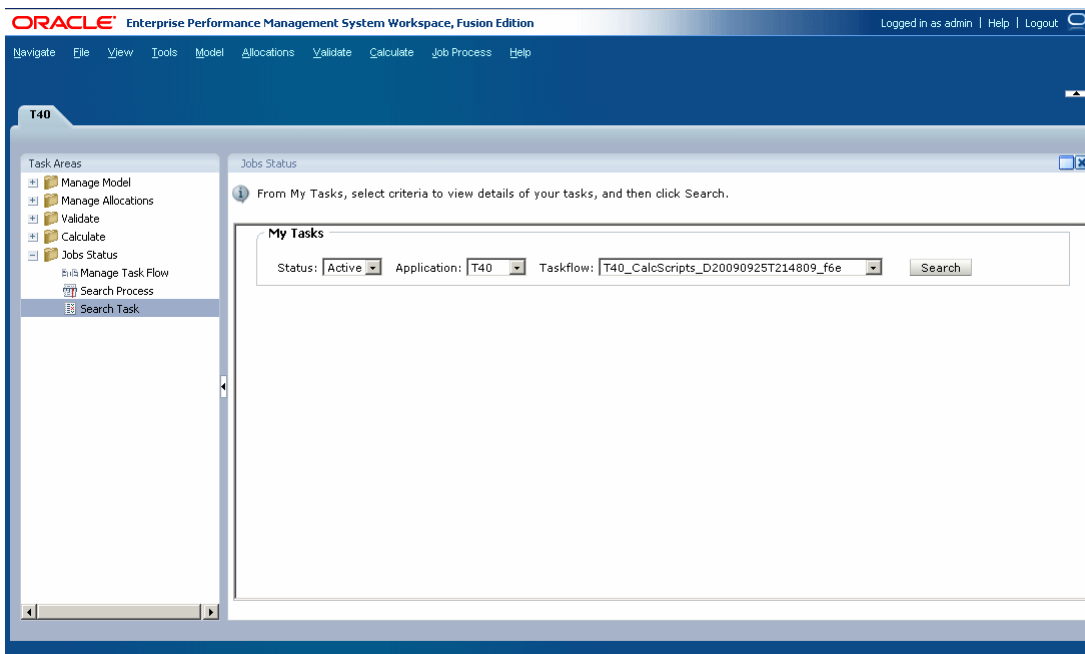 ORACLE Enterprise Performance Management System Workspace, Fusion Edition
Logged in as admin | Help | Logout
Navigate File View Tools Model Allocations Validate Calculate Job Process Help
T40
Task Areas
Manage Model
Manage Allocations
Validate
Calculate
Jobs Status
Manage Task Flow
Search Process
Search Task
Jobs Status
From My Tasks, select criteria to view details of your tasks, and then click Search.
My Tasks
Status: Active Application: T40 Taskflow: T40_CalcScripts_D20090925T214809_f6e Search